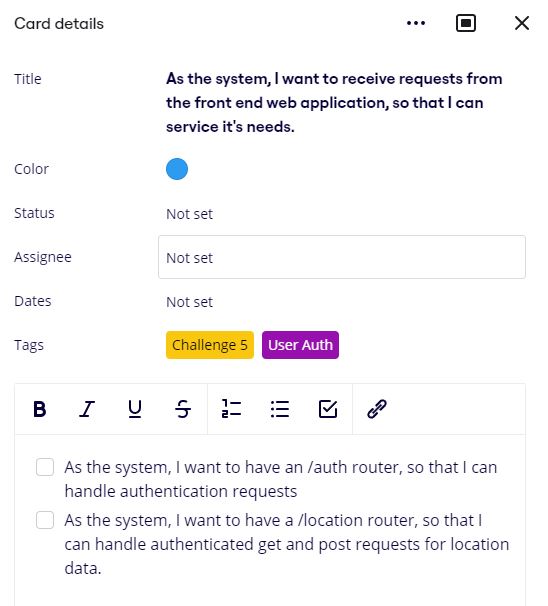 Card details
Title
As the system, I want to receive requests from
the front end web application, so that I can
service it's needs.
Color
Status
Not set
Assignee
Not set
Dates
Not set
Tags
Challenge 5
User Auth
B I U S
As the system, I want to have an /auth router, so that I can
handle authentication requests
As the system, I want to have a /location router, so that I
can handle authenticated get and post requests for location
data.